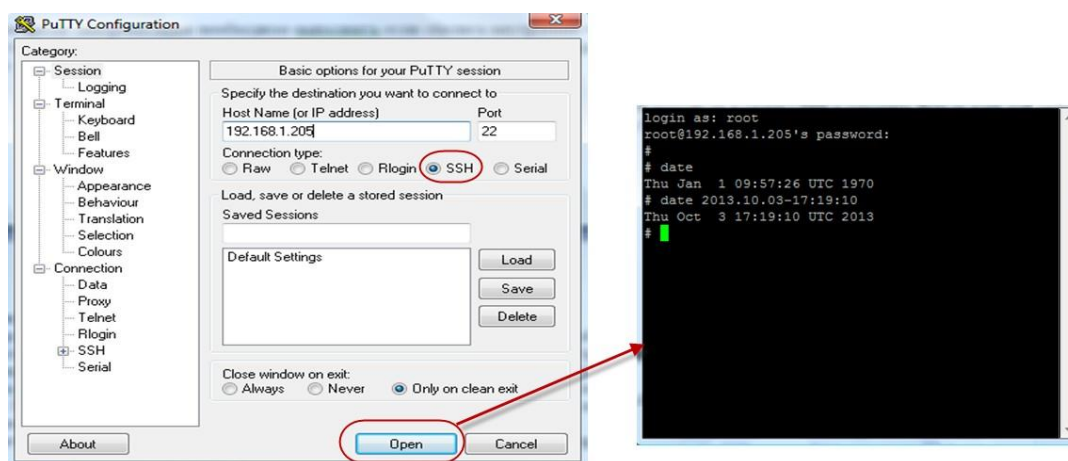 PuTTY Configuration
Category:
Session
Logging
Terminal
Keyboard
Bell
Features
Window
Appearance
Behaviour
Translation
Selection
Colours
Connection
Data
Proxy
Telnet
Rlogin
SSH
Serial
Basic options for your PuTTY session
Specify the destination you want to connect to
Host Name (or IP address) Port
192.168.1.205 22
Connection type:
Raw Telnet Rlogin SSH Serial
Load, save or delete a stored session
Saved Sessions
Default Settings
Load
Save
Delete
Close window on exit:
Always Never Only on clean exit
About Open Cancel
login as: root
root@192.168.1.205's password:
#
# date
Thu Jan 1 09:57:26 UTC 1970
# date 2013.10.03-17:19:10
Thu Oct 3 17:19:10 UTC 2013
#